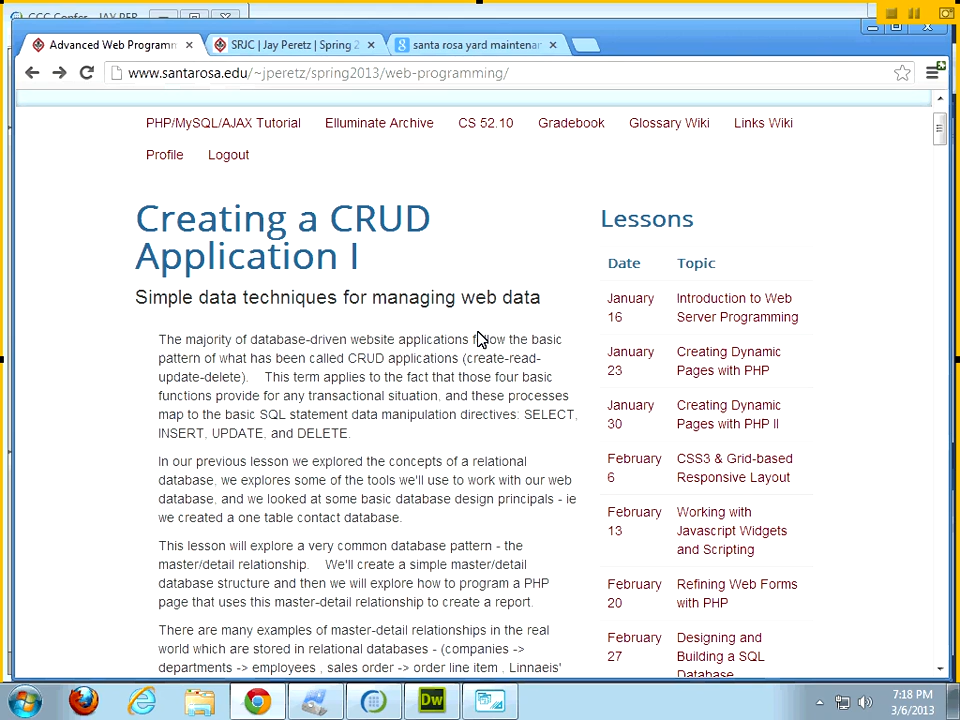 CCC Confer - JAY PER
Advanced Web Programm
SRJC | Jay Peretz | Spring 2
santa rosa yard maintenan
www.santarosa.edu/~jperetz/spring2013/web-programming/
PHP/MySQL/AJAX Tutorial Elluminate Archive CS 52.10 Gradebook Glossary Wiki Links Wiki
Profile Logout
Creating a CRUD
Application I
Simple data techniques for managing web data
The majority of database-driven website applications follow the basic
pattern of what has been called CRUD applications (create-read-
update-delete). This term applies to the fact that those four basic
functions provide for any transactional situation, and these processes
map to the basic SQL statement data manipulation directives: SELECT,
INSERT, UPDATE, and DELETE.
In our previous lesson we explored the concepts of a relational
database, we explores some of the tools we'll use to work with our web
database, and we looked at some basic database design principals - ie
we created a one table contact database.
This lesson will explore a very common database pattern - the
master/detail relationship. We'll create a simple master/detail
database structure and then we will explore how to program a PHP
page that uses this master-detail relationship to create a report.
There are many examples of master-detail relationships in the real
world which are stored in relational databases - (companies ->
departments -> employees , sales order -> order line item , Linnaeis'
Lessons
Date Topic
January Introduction to Web
16 Server Programming
January Creating Dynamic
23 Pages with PHP
January Creating Dynamic
30 Pages with PHP II
February CSS3 & Grid-based
6 Responsive Layout
February Working with
13 Javascript Widgets
and Scripting
February Refining Web Forms
20 with PHP
February Designing and
27 Building a SQL
Database
Dw
7:18 PM
3/6/2013